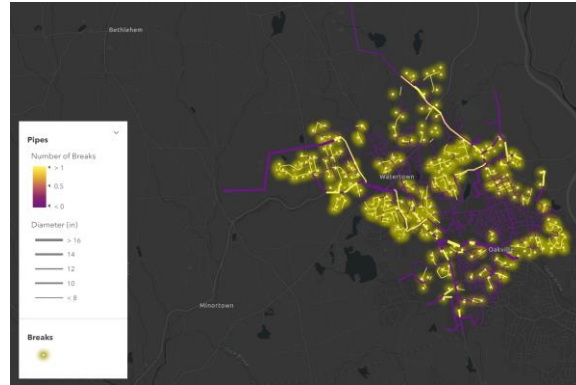 Bethlehem
Pipes
Number of Breaks
> 1
0.5
< 0
Diameter (in)
> 16
14
12
10
< 8
Breaks
Watertown
Oakville
Minortown